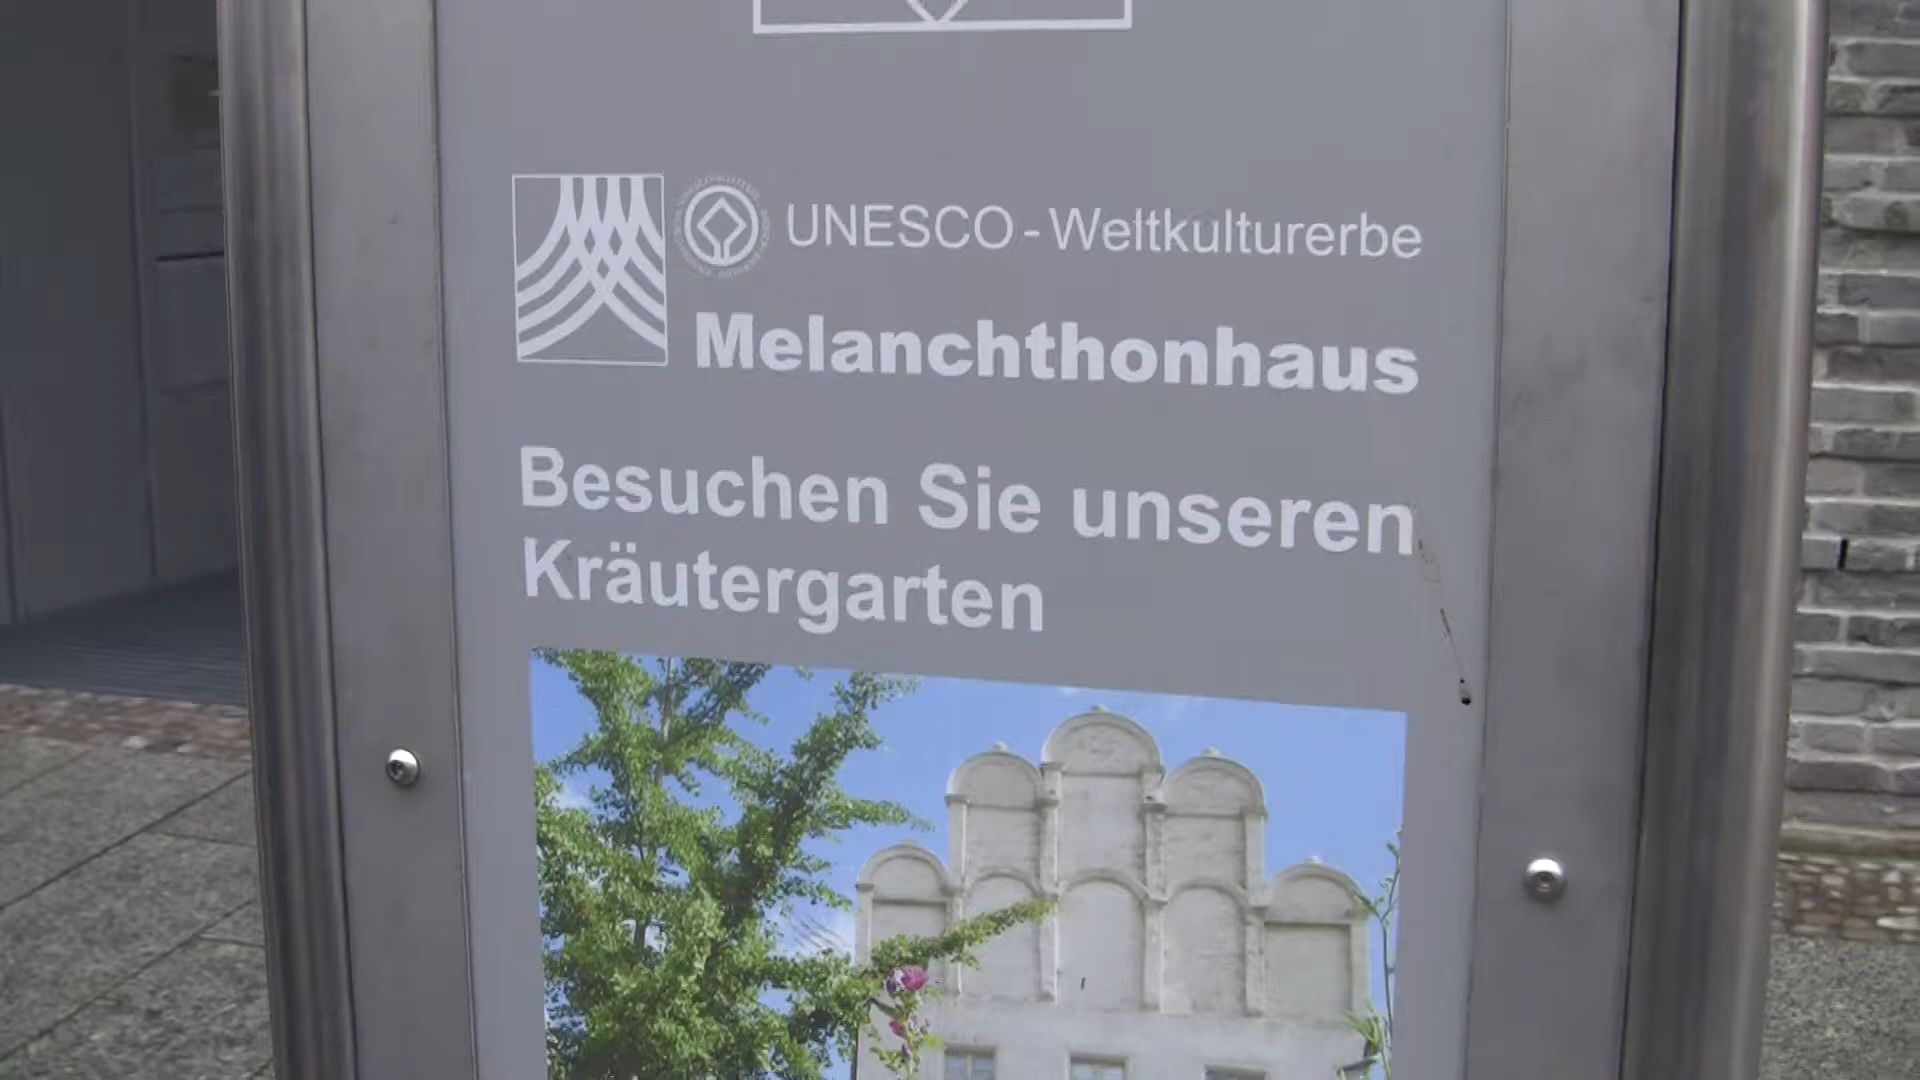 UNESCO - Weltkulturerbe
Melanchthonhaus
Besuchen Sie unseren
Kräutergarten